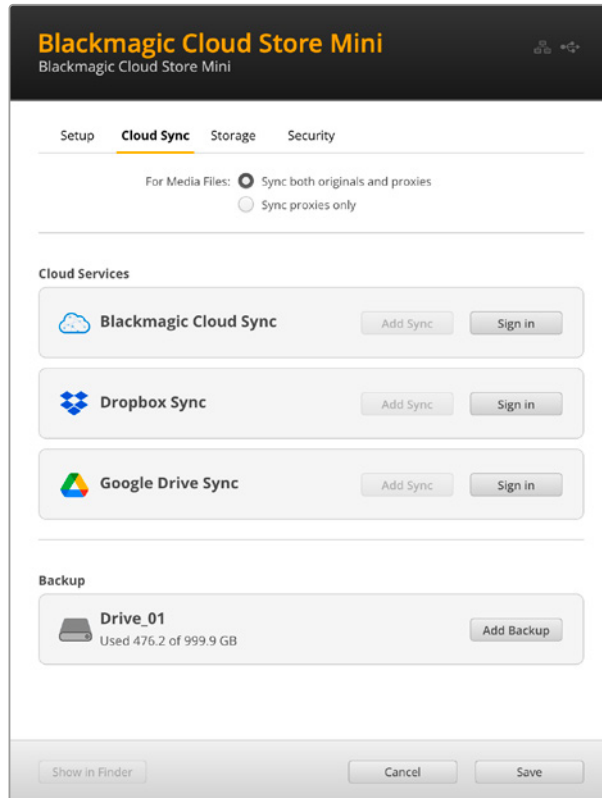 Blackmagic Cloud Store Mini
Blackmagic Cloud Store Mini
Setup Cloud Sync Storage Security
For Media Files: Sync both originals and proxies
Sync proxies only
Cloud Services
Blackmagic Cloud Sync Add Sync Sign in
Dropbox Sync Add Sync Sign in
Google Drive Sync Add Sync Sign in
Backup
Drive_01
Used 476.2 of 999.9 GB Add Backup
Show in Finder Cancel Save